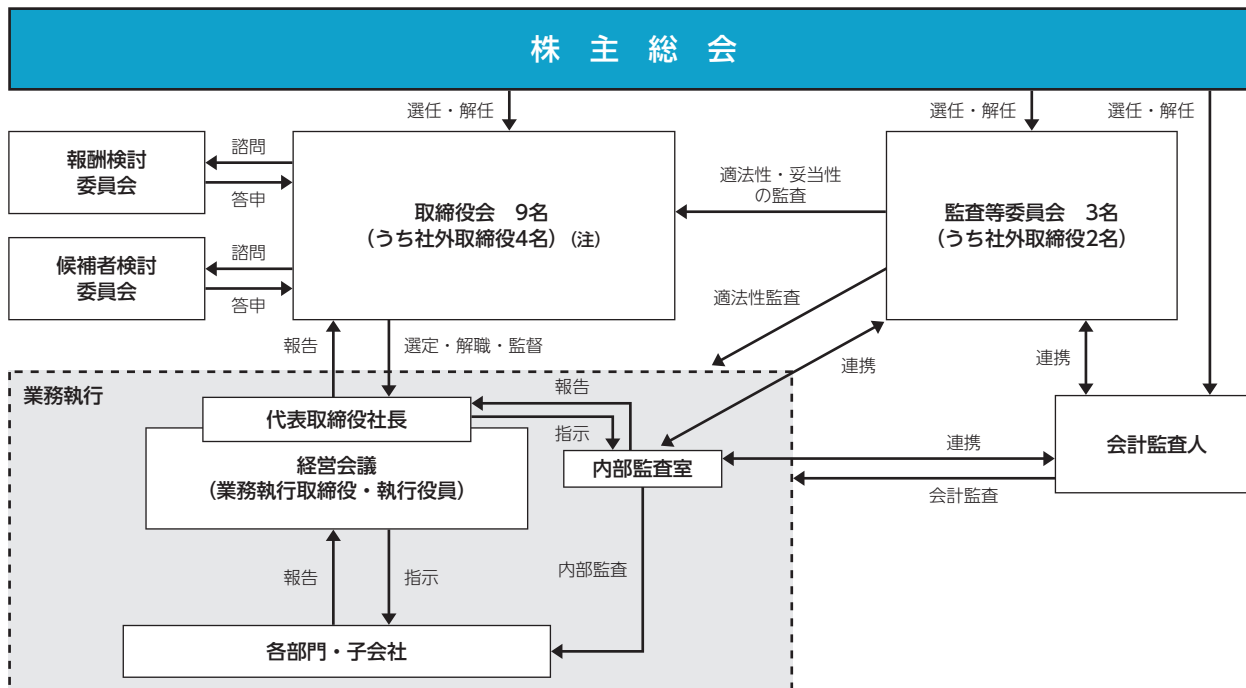 株主総会
選任・解任
選任・解任
選任・解任
報酬検討
委員会
諮問
答申
取締役会　9名
（うち社外取締役4名）（注）
適法性・妥当性
の監査
監査等委員会　3名
（うち社外取締役2名）
候補者検討
委員会
諮問
答申
適法性監査
報告
選定・解職・監督
連携
連携
業務執行
代表取締役社長
報告
指示
経営会議
（業務執行取締役・執行役員）
内部監査室
連携
会計監査
会計監査人
報告
指示
内部監査
各部門・子会社